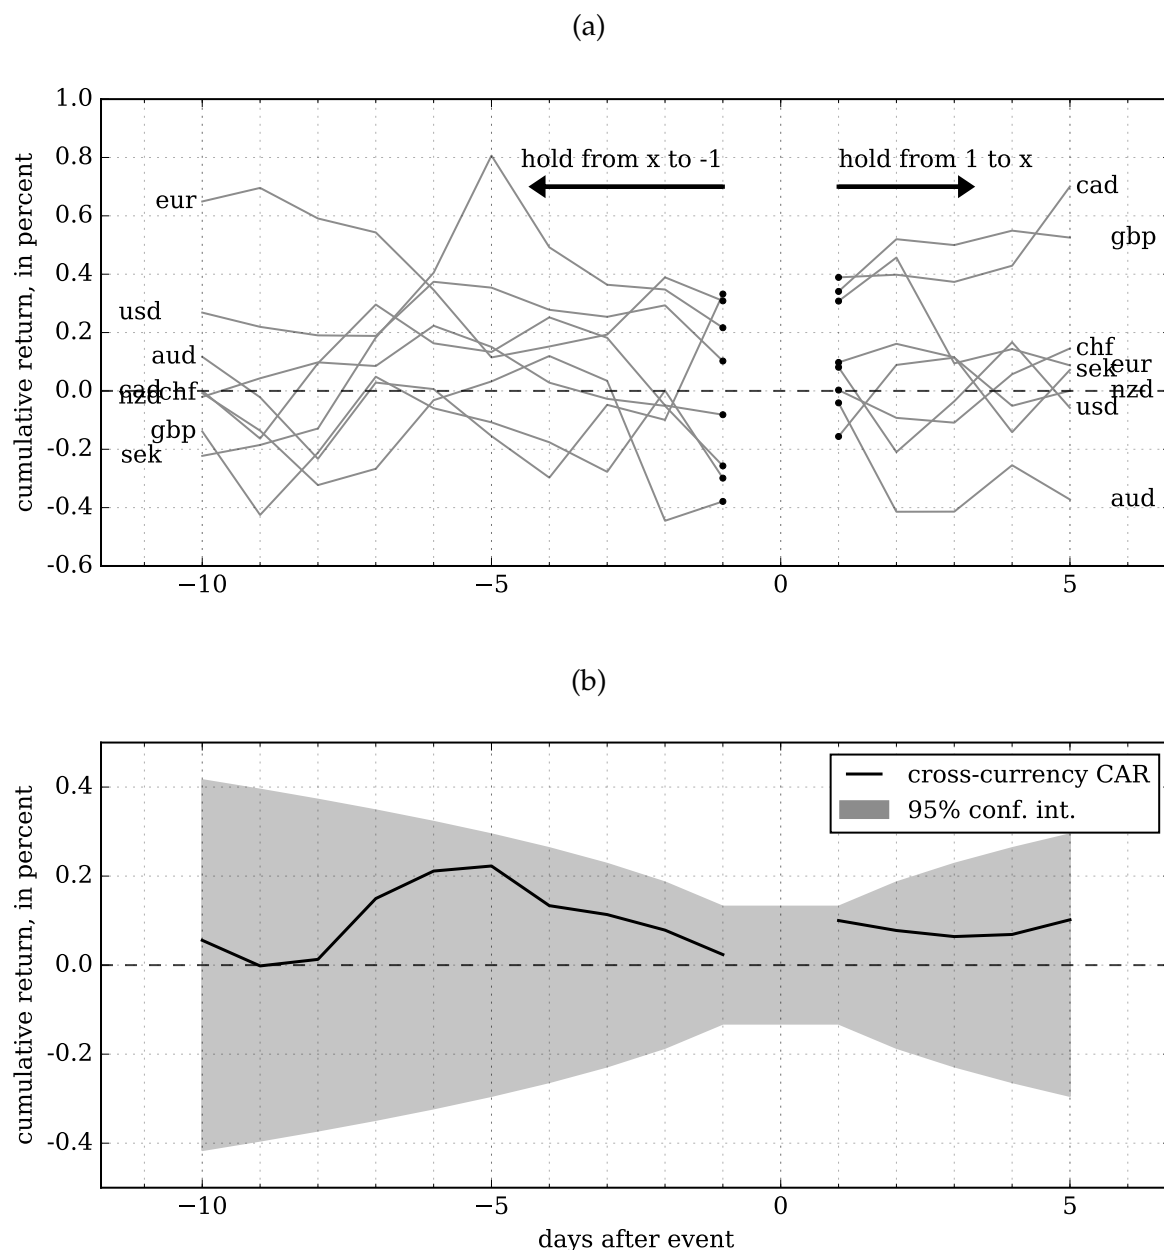 (a)
cumulative return, in percent
1.0
0.8
0.6
0.4
0.2
0.0
-0.2
-0.4
-0.6
hold from x to -1
hold from 1 to x
eur
usd
aud
cad
chf
nzd
gbp
sek
cad
gbp
chf
eur
sek
nzd
usd
aud
−10
−5
0
5
(b)
cumulative return, in percent
0.4
0.2
0.0
-0.2
-0.4
cross-currency CAR
95% conf. int.
−10
−5
0
5
days after event